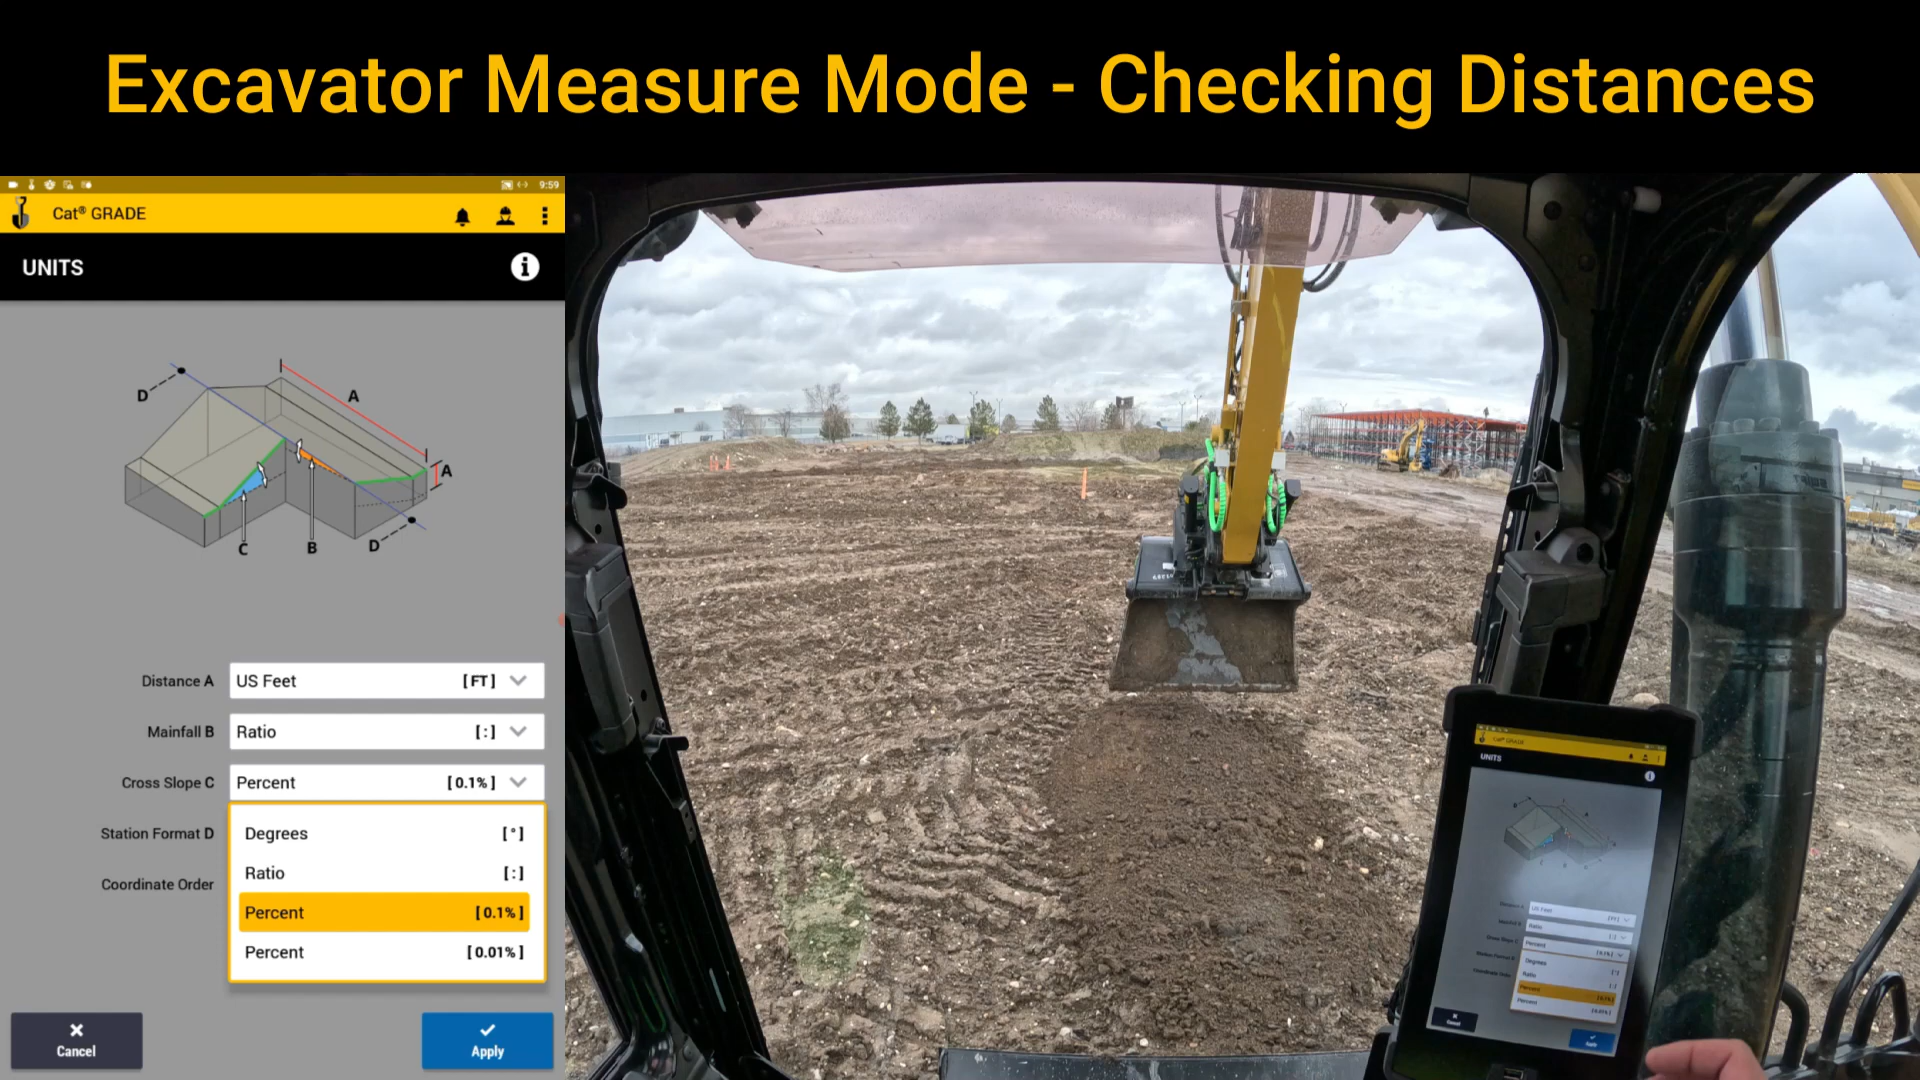 Excavator Measure Mode - Checking Distances
9:59
Cat® GRADE
UNITS
D
A
A
C
B
D
Distance A US Feet [FT]
Mainfall B Ratio [:]
Cross Slope C Percent [0.1%]
Station Format D
Coordinate Order
Degrees [°]
Ratio [:]
Percent [0.1%]
Percent [0.01%]
Cancel
Apply
UNITS